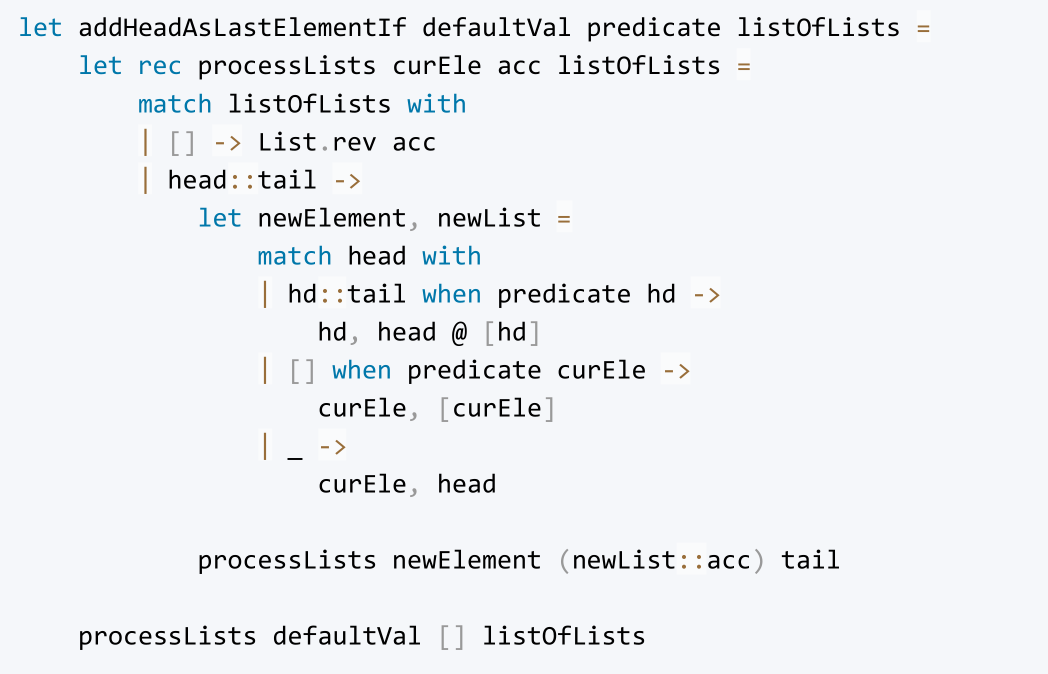 let addHeadAsLastElementIf defaultVal predicate listOfLists =
    let rec processLists curEle acc listOfLists =
        match listOfLists with
        | [] -> List.rev acc
        | head::tail ->
            let newElement, newList =
                match head with
                | hd::tail when predicate hd ->
                    hd, head @ [hd]
                | [] when predicate curEle ->
                    curEle, [curEle]
                | _ ->
                    curEle, head

            processLists newElement (newList::acc) tail

    processLists defaultVal [] listOfLists